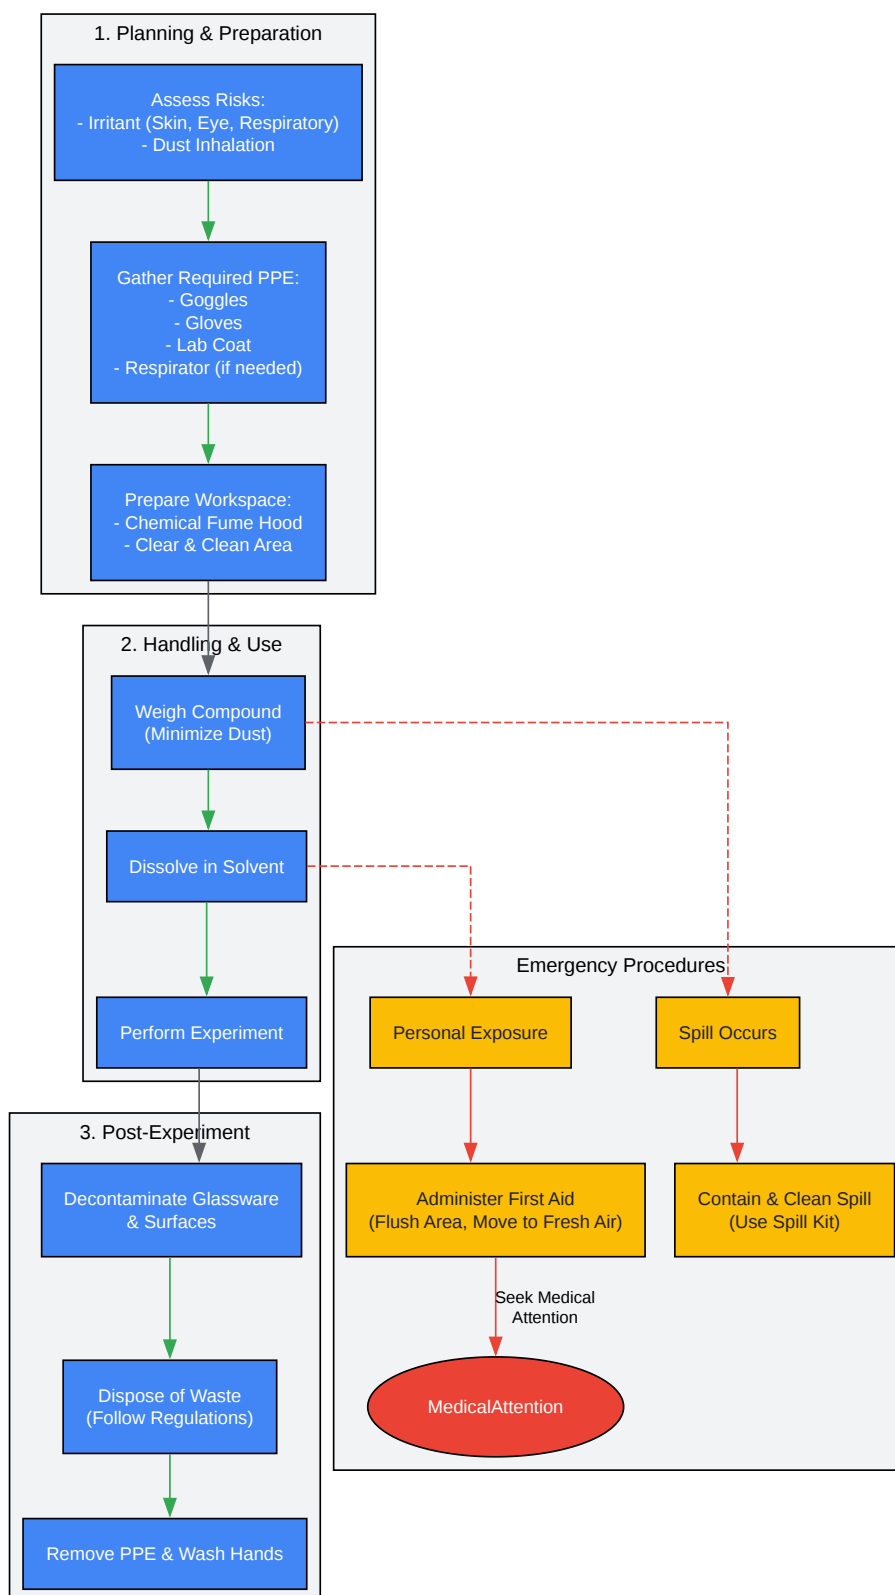 1. Planning & Preparation
Assess Risks:
- Irritant (Skin, Eye, Respiratory)
- Dust Inhalation
Gather Required PPE:
- Goggles
- Gloves
- Lab Coat
- Respirator (if needed)
Prepare Workspace:
- Chemical Fume Hood
- Clear & Clean Area
2. Handling & Use
Weigh Compound
(Minimize Dust)
Dissolve in Solvent
Perform Experiment
Emergency Procedures
Personal Exposure
Spill Occurs
Administer First Aid
(Flush Area, Move to Fresh Air)
Contain & Clean Spill
(Use Spill Kit)
Seek Medical
Attention
MedicalAttention
3. Post-Experiment
Decontaminate Glassware
& Surfaces
Dispose of Waste
(Follow Regulations)
Remove PPE & Wash Hands